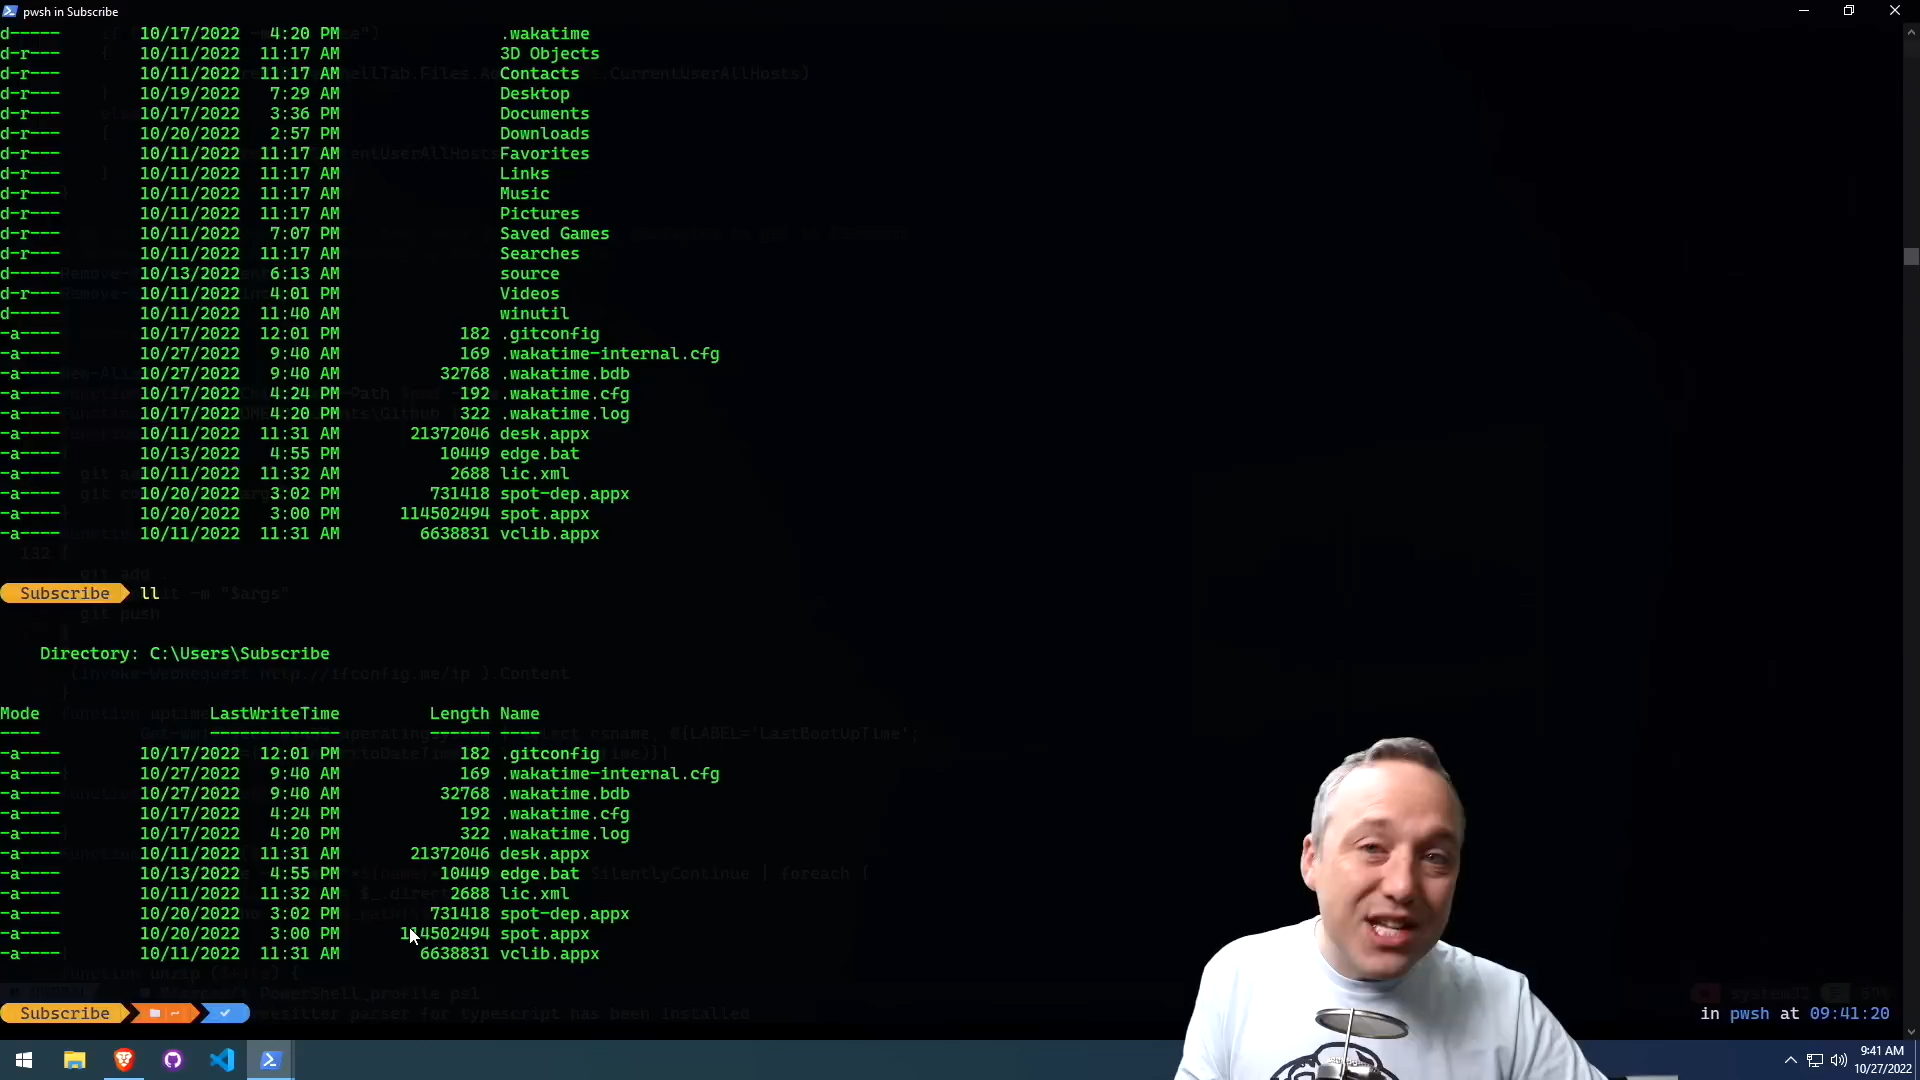 pwsh in Subscribe
d----- 10/17/2022 4:20 PM .wakatime
d-r--- 10/11/2022 11:17 AM 3D Objects
d-r--- 10/11/2022 11:17 AM Contacts
d-r--- 10/19/2022 7:29 AM Desktop
d-r--- 10/17/2022 3:36 PM Documents
d-r--- 10/20/2022 2:57 PM Downloads
d-r--- 10/11/2022 11:17 AM Favorites
d-r--- 10/11/2022 11:17 AM Links
d-r--- 10/11/2022 11:17 AM Music
d-r--- 10/11/2022 11:17 AM Pictures
d-r--- 10/11/2022 7:07 PM Saved Games
d-r--- 10/11/2022 11:17 AM Searches
d----- 10/13/2022 6:13 AM source
d-r--- 10/11/2022 4:01 PM Videos
d----- 10/11/2022 11:40 AM winutil
-a---- 10/17/2022 12:01 PM 182 .gitconfig
-a---- 10/27/2022 9:40 AM 169 .wakatime-internal.cfg
-a---- 10/27/2022 9:40 AM 32768 .wakatime.bdb
-a---- 10/17/2022 4:24 PM 192 .wakatime.cfg
-a---- 10/17/2022 4:20 PM 322 .wakatime.log
-a---- 10/11/2022 11:31 AM 21372046 desk.appx
-a---- 10/13/2022 4:55 PM 10449 edge.bat
-a---- 10/11/2022 11:32 AM 2688 lic.xml
-a---- 10/20/2022 3:02 PM 731418 spot-dep.appx
-a---- 10/20/2022 3:00 PM 114502494 spot.appx
-a---- 10/11/2022 11:31 AM 6638831 vclib.appx
Subscribe ll
Directory: C:\Users\Subscribe
Mode LastWriteTime Length Name
---- ------------- ------ ----
-a---- 10/17/2022 12:01 PM 182 .gitconfig
-a---- 10/27/2022 9:40 AM 169 .wakatime-internal.cfg
-a---- 10/27/2022 9:40 AM 32768 .wakatime.bdb
-a---- 10/17/2022 4:24 PM 192 .wakatime.cfg
-a---- 10/17/2022 4:20 PM 322 .wakatime.log
-a---- 10/11/2022 11:31 AM 21372046 desk.appx
-a---- 10/13/2022 4:55 PM 10449 edge.bat
-a---- 10/11/2022 11:32 AM 2688 lic.xml
-a---- 10/20/2022 3:02 PM 731418 spot-dep.appx
-a---- 10/20/2022 3:00 PM 114502494 spot.appx
-a---- 10/11/2022 11:31 AM 6638831 vclib.appx
Subscribe ~
in pwsh at 09:41:20
9:41 AM
10/27/2022